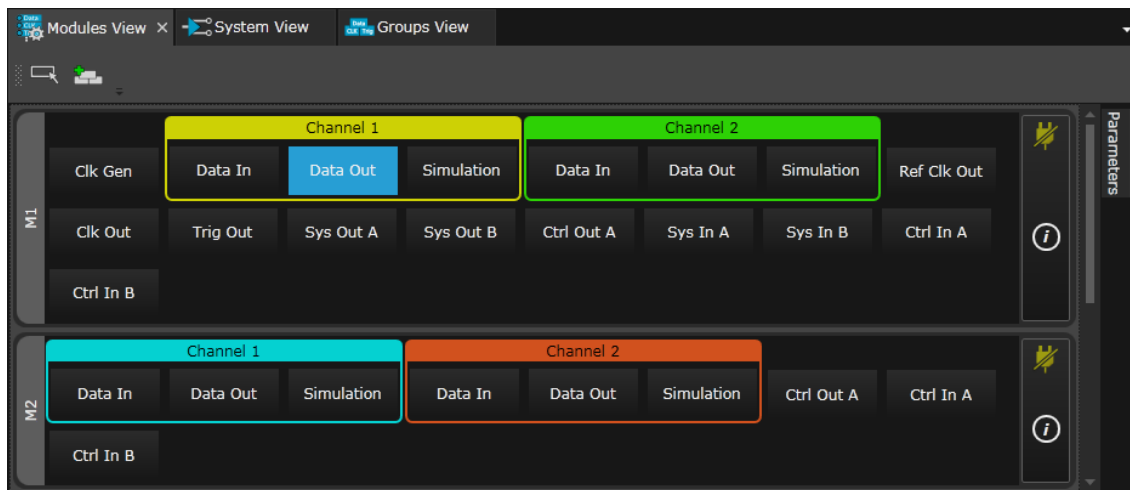 Modules View × System View Groups View
Parameters
M1
Channel 1 Channel 2
Clk Gen Data In Data Out Simulation Data In Data Out Simulation Ref Clk Out
Clk Out Trig Out Sys Out A Sys Out B Ctrl Out A Sys In A Sys In B Ctrl In A
Ctrl In B
M2
Channel 1 Channel 2
Data In Data Out Simulation Data In Data Out Simulation Ctrl Out A Ctrl In A
Ctrl In B